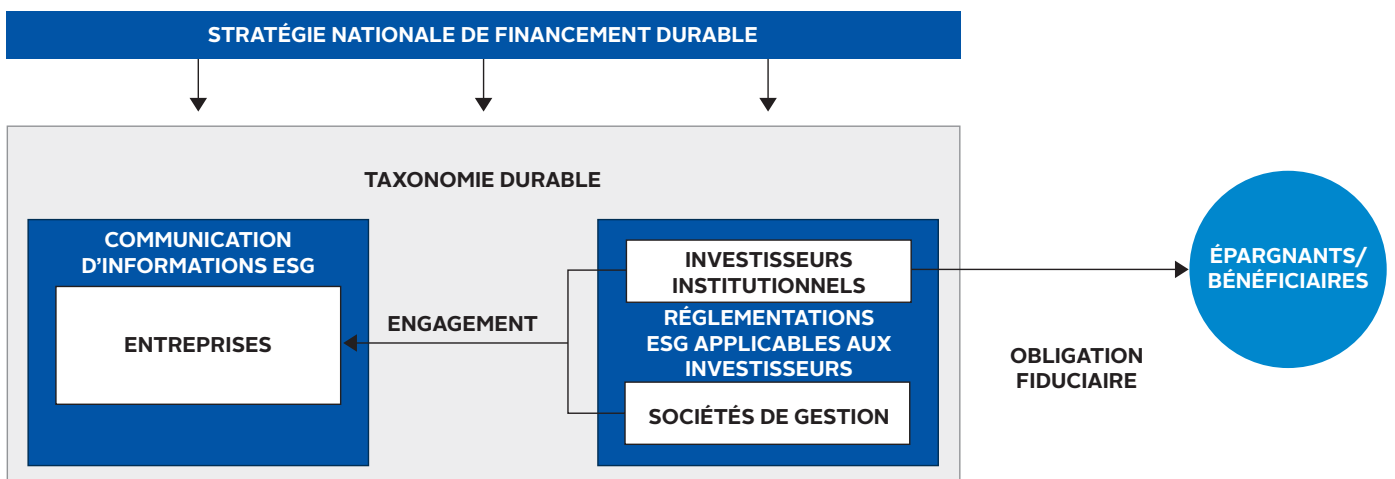 STRATÉGIE NATIONALE DE FINANCEMENT DURABLE
TAXONOMIE DURABLE
COMMUNICATION
D'INFORMATIONS ESG
ENTREPRISES
ENGAGEMENT
INVESTISSEURS
INSTITUTIONNELS
RÉGLEMENTATIONS
ESG APPLICABLES AUX
INVESTISSEURS
SOCIÉTÉS DE GESTION
OBLIGATION
FIDUCIAIRE
ÉPARGNANTS/
BÉNÉFICIAIRES